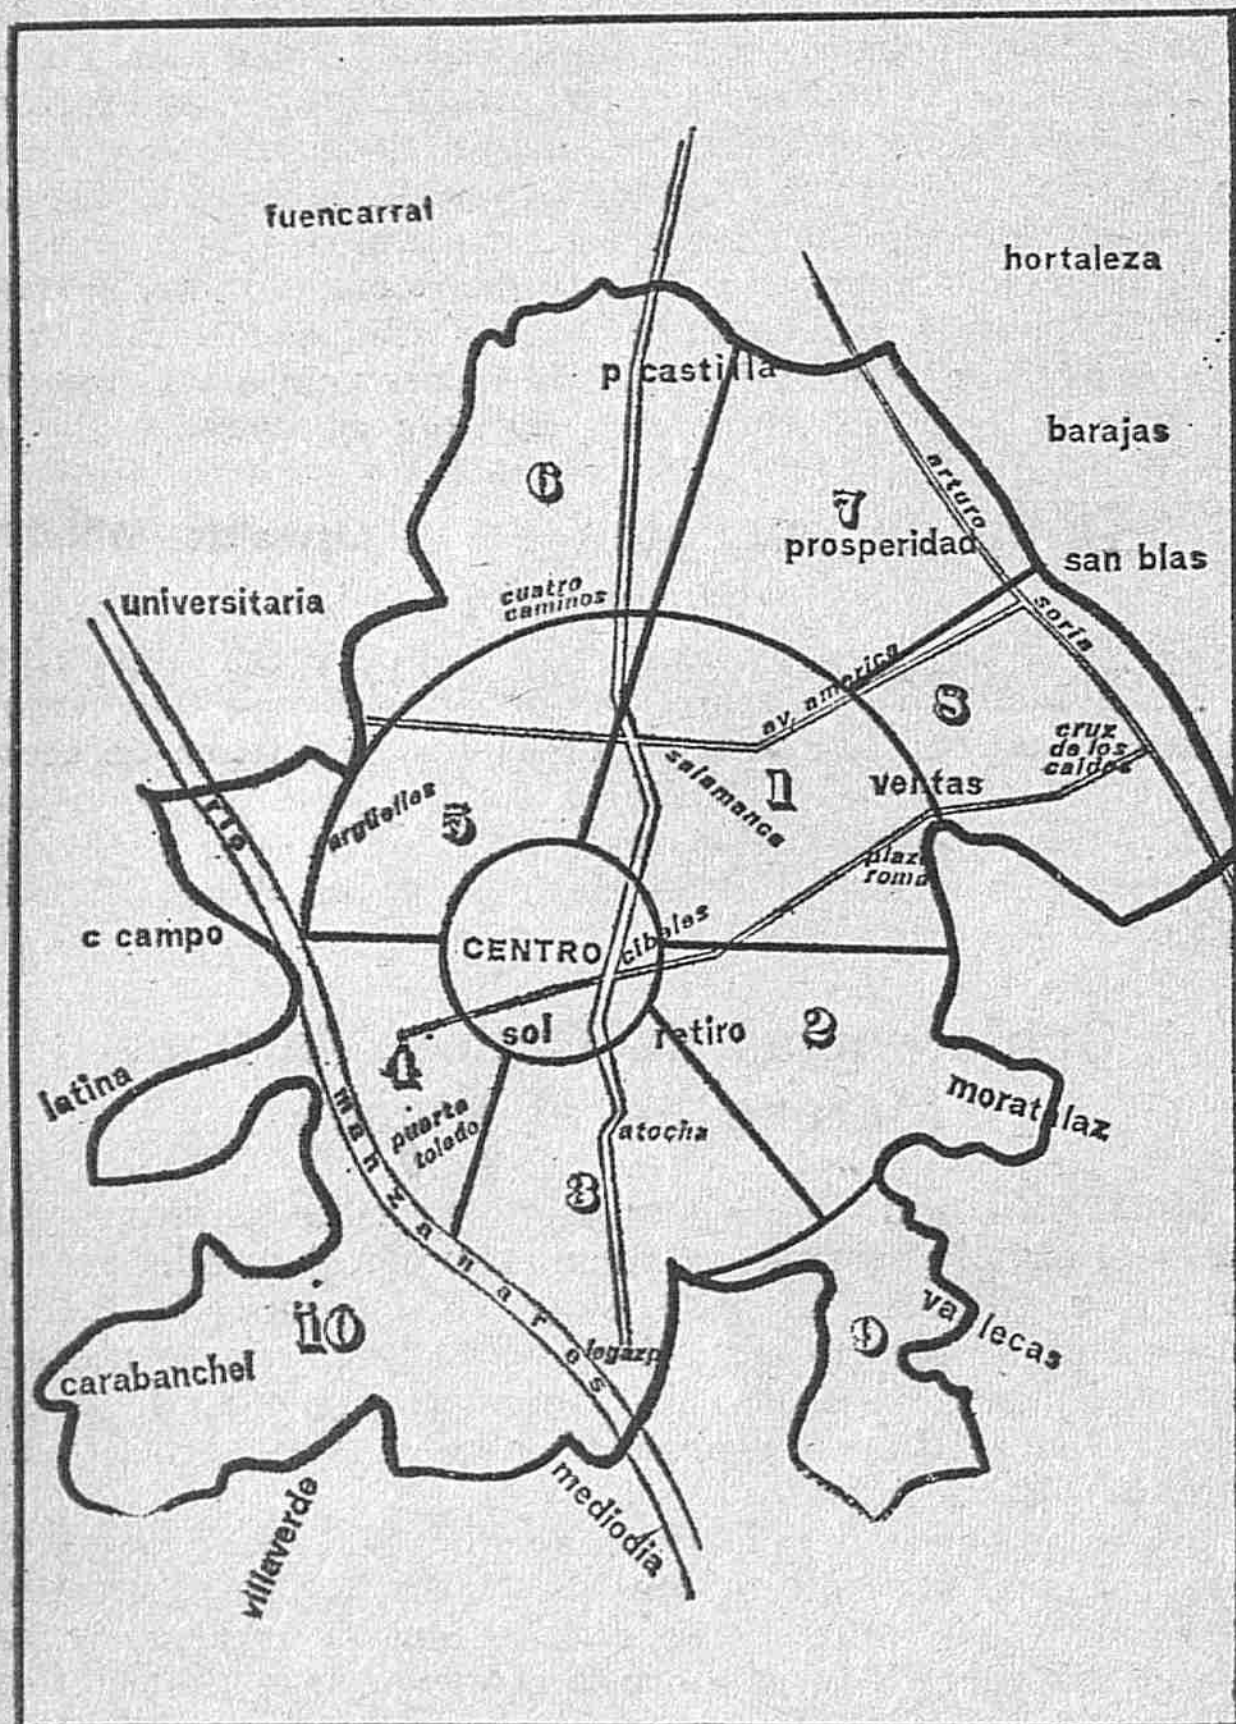 fuencarral
hortaleza
p castilla
barajas
6
7
arturo
prosperidad
san blas
cuatro
caminos
universitaria
soria
av. america
8
cruz
de los
caidos
salamanca
1
ventas
argüelles
5
rio
plaza
roma
c campo
CENTRO
cibeles
sol
retiro
2
4
latina
manzanares
puerta
toledo
atocha
moratalaz
3
10
9
vallecas
legazpi
carabanchel
villaverde
mediodia